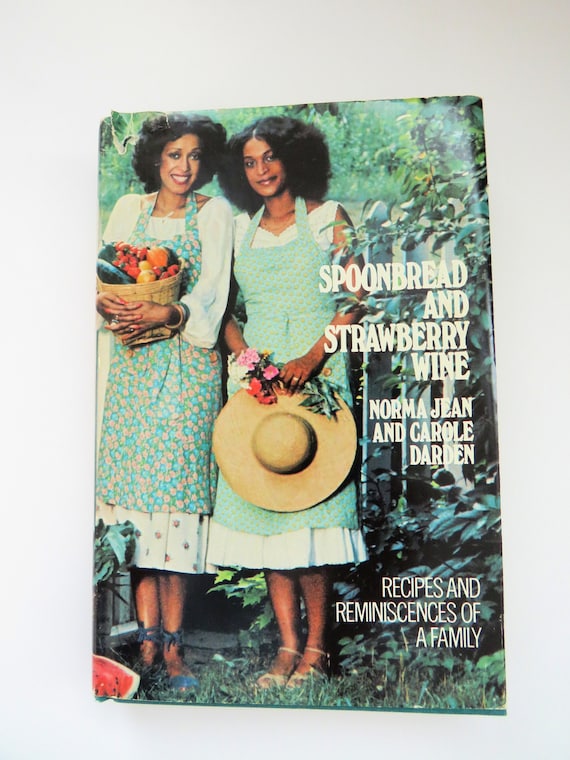 SPOONBREAD
AND
STRAWBERRY
WINE
NORMA JEAN
AND CAROLE
DARDEN
RECIPES AND
REMINISCENCES OF
A FAMILY